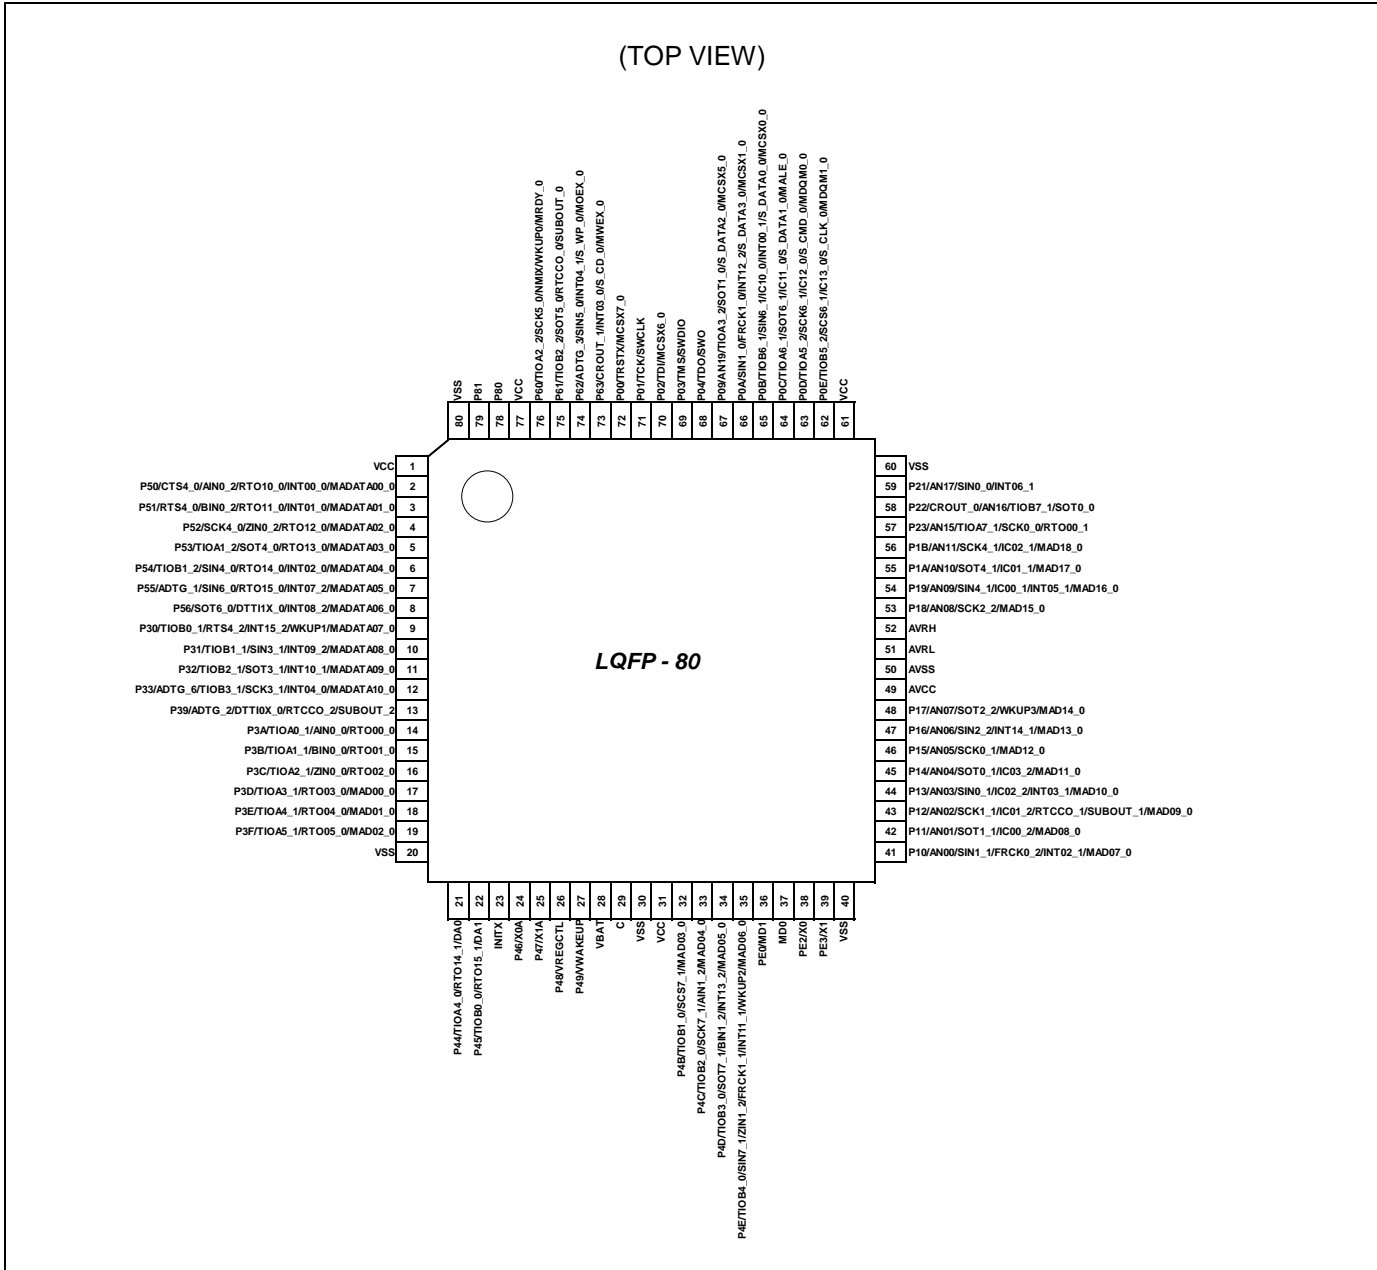 (TOP VIEW)
VSS
P81
P80
VCC
P60/TIOA2_2/SCK5_0/NMIX/WKUP0/MRDY_0
P61/TIOB2_2/SOT5_0/RTCCO_0/SUBOUT_0
P62/ADTG_3/SIN5_0/INT04_1/S_WP_0/MOEX_0
P63/CROUT_1/INT03_0/S_CD_0/MWEX_0
P00/TRSTX/MCSX7_0
P01/TCK/SWCLK
P02/TDI/MCSX6_0
P03/TMS/SWDIO
P04/TDO/SWO
P09/AN19/TIOA3_2/SOT1_0/S_DATA2_0/MCSX5_0
P0A/SIN1_0/FRCK1_0/INT12_2/S_DATA3_0/MCSX1_0
P0B/TIOB6_1/SIN6_1/IC10_0/INT00_1/S_DATA0_0/MCSX0_0
P0C/TIOA6_1/SOT6_1/IC11_0/S_DATA1_0/MALE_0
P0D/TIOA5_2/SCK6_1/IC12_0/S_CMD_0/MDQM0_0
P0E/TIOB5_2/SCS6_1/IC13_0/S_CLK_0/MDQM1_0
VCC
80 79 78 77 76 75 74 73 72 71 70 69 68 67 66 65 64 63 62 61
VCC 1
P50/CTS4_0/AIN0_2/RTO10_0/INT00_0/MADATA00_0 2
P51/RTS4_0/BIN0_2/RTO11_0/INT01_0/MADATA01_0 3
P52/SCK4_0/ZIN0_2/RTO12_0/MADATA02_0 4
P53/TIOA1_2/SOT4_0/RTO13_0/MADATA03_0 5
P54/TIOB1_2/SIN4_0/RTO14_0/INT02_0/MADATA04_0 6
P55/ADTG_1/SIN6_0/RTO15_0/INT07_2/MADATA05_0 7
P56/SOT6_0/DTTI1X_0/INT08_2/MADATA06_0 8
P30/TIOB0_1/RTS4_2/INT15_2/WKUP1/MADATA07_0 9
P31/TIOB1_1/SIN3_1/INT09_2/MADATA08_0 10
P32/TIOB2_1/SOT3_1/INT10_1/MADATA09_0 11
P33/ADTG_6/TIOB3_1/SCK3_1/INT04_0/MADATA10_0 12
P39/ADTG_2/DTTI0X_0/RTCCO_2/SUBOUT_2 13
P3A/TIOA0_1/AIN0_0/RTO00_0 14
P3B/TIOA1_1/BIN0_0/RTO01_0 15
P3C/TIOA2_1/ZIN0_0/RTO02_0 16
P3D/TIOA3_1/RTO03_0/MAD00_0 17
P3E/TIOA4_1/RTO04_0/MAD01_0 18
P3F/TIOA5_1/RTO05_0/MAD02_0 19
VSS 20
LQFP - 80
60 VSS
59 P21/AN17/SIN0_0/INT06_1
58 P22/CROUT_0/AN16/TIOB7_1/SOT0_0
57 P23/AN15/TIOA7_1/SCK0_0/RTO00_1
56 P1B/AN11/SCK4_1/IC02_1/MAD18_0
55 P1A/AN10/SOT4_1/IC01_1/MAD17_0
54 P19/AN09/SIN4_1/IC00_1/INT05_1/MAD16_0
53 P18/AN08/SCK2_2/MAD15_0
52 AVRH
51 AVRL
50 AVSS
49 AVCC
48 P17/AN07/SOT2_2/WKUP3/MAD14_0
47 P16/AN06/SIN2_2/INT14_1/MAD13_0
46 P15/AN05/SCK0_1/MAD12_0
45 P14/AN04/SOT0_1/IC03_2/MAD11_0
44 P13/AN03/SIN0_1/IC02_2/INT03_1/MAD10_0
43 P12/AN02/SCK1_1/IC01_2/RTCCO_1/SUBOUT_1/MAD09_0
42 P11/AN01/SOT1_1/IC00_2/MAD08_0
41 P10/AN00/SIN1_1/FRCK0_2/INT02_1/MAD07_0
21 22 23 24 25 26 27 28 29 30 31 32 33 34 35 36 37 38 39 40
P44/TIOA4_0/RTO14_1/DA0
P45/TIOB0_0/RTO15_1/DA1
INITX
P46/X0A
P47/X1A
P48/VREGCTL
P49/VWAKEUP
VBAT
C
VSS
VCC
P4B/TIOB1_0/SCS7_1/MAD03_0
P4C/TIOB2_0/SCK7_1/AIN1_2/MAD04_0
P4D/TIOB3_0/SOT7_1/BIN1_2/INT13_2/MAD05_0
P4E/TIOB4_0/SIN7_1/ZIN1_2/FRCK1_1/INT11_1/WKUP2/MAD06_0
PE0/MD1
MD0
PE2/X0
PE3/X1
VSS